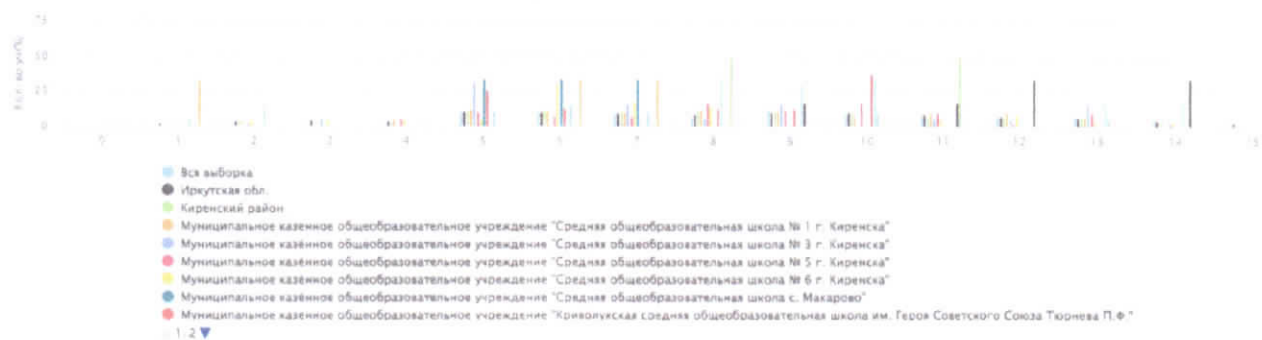 75
50
25
0
0 1 2 3 4 5 6 7 8 9 10 11 12 13 14 15
Вся выборка
Иркутская обл.
Киренский район
Муниципальное казенное общеобразовательное учреждение "Средняя общеобразовательная школа № 1 г. Киренска"
Муниципальное казённое общеобразовательное учреждение "Средняя общеобразовательная школа № 3 г. Киренска"
Муниципальное казённое общеобразовательное учреждение "Средняя общеобразовательная школа № 5 г. Киренска"
Муниципальное казённое общеобразовательное учреждение "Средняя общеобразовательная школа № 6 г. Киренска"
Муниципальное казённое общеобразовательное учреждение "Средняя общеобразовательная школа с. Макарово"
Муниципальное казенное общеобразовательное учреждение "Криволукская средняя общеобразовательная школа им. Героя Советского Союза Тюрнева П.Ф."
1/2